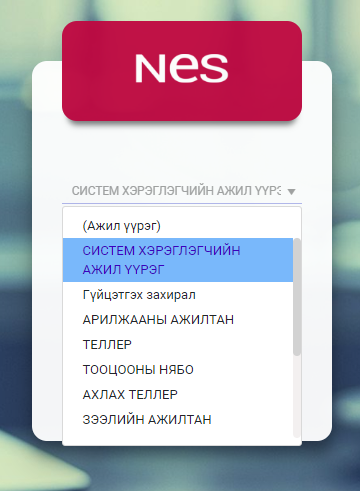 NES
СИСТЕМ ХЭРЭГЛЭГЧИЙН АЖИЛ ҮҮРГ
(Ажил үүрэг)
СИСТЕМ ХЭРЭГЛЭГЧИЙН
АЖИЛ ҮҮРЭГ
Гүйцэтгэх захирал
АРИЛЖААНЫ АЖИЛТАН
ТЕЛЛЕР
ТООЦООНЫ НЯБО
АХЛАХ ТЕЛЛЕР
ЗЭЭЛИЙН АЖИЛТАН